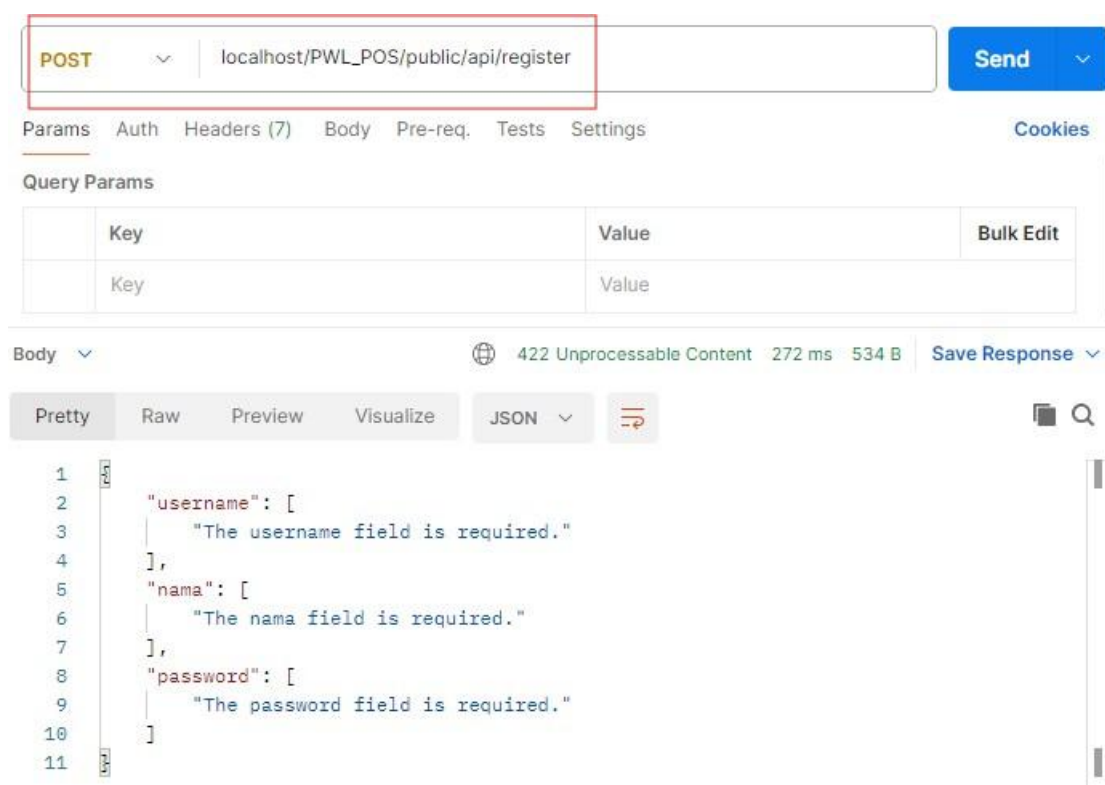 POST localhost/PWL_POS/public/api/register Send
Params Auth Headers (7) Body Pre-req. Tests Settings Cookies
Query Params
Key Value Bulk Edit
Key Value
Body 422 Unprocessable Content 272 ms 534 B Save Response
Pretty Raw Preview Visualize JSON
1 {
2 "username": [
3 "The username field is required."
4 ],
5 "nama": [
6 "The nama field is required."
7 ],
8 "password": [
9 "The password field is required."
10 ]
11 }